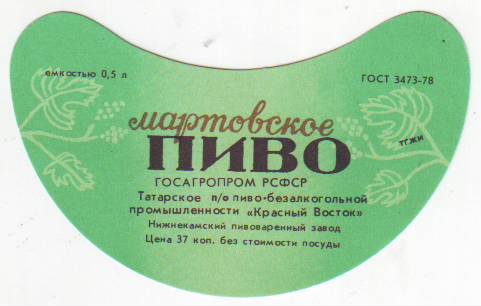 емкостью 0,5 л
ГОСТ 3473-78
мартовское
ПИВО
тгжи
ГОСАГРОПРОМ РСФСР
Татарское п/о пиво-безалкогольной
промышленности «Красный Восток»
Нижнекамский пивоваренный завод
Цена 37 коп. без стоимости посуды